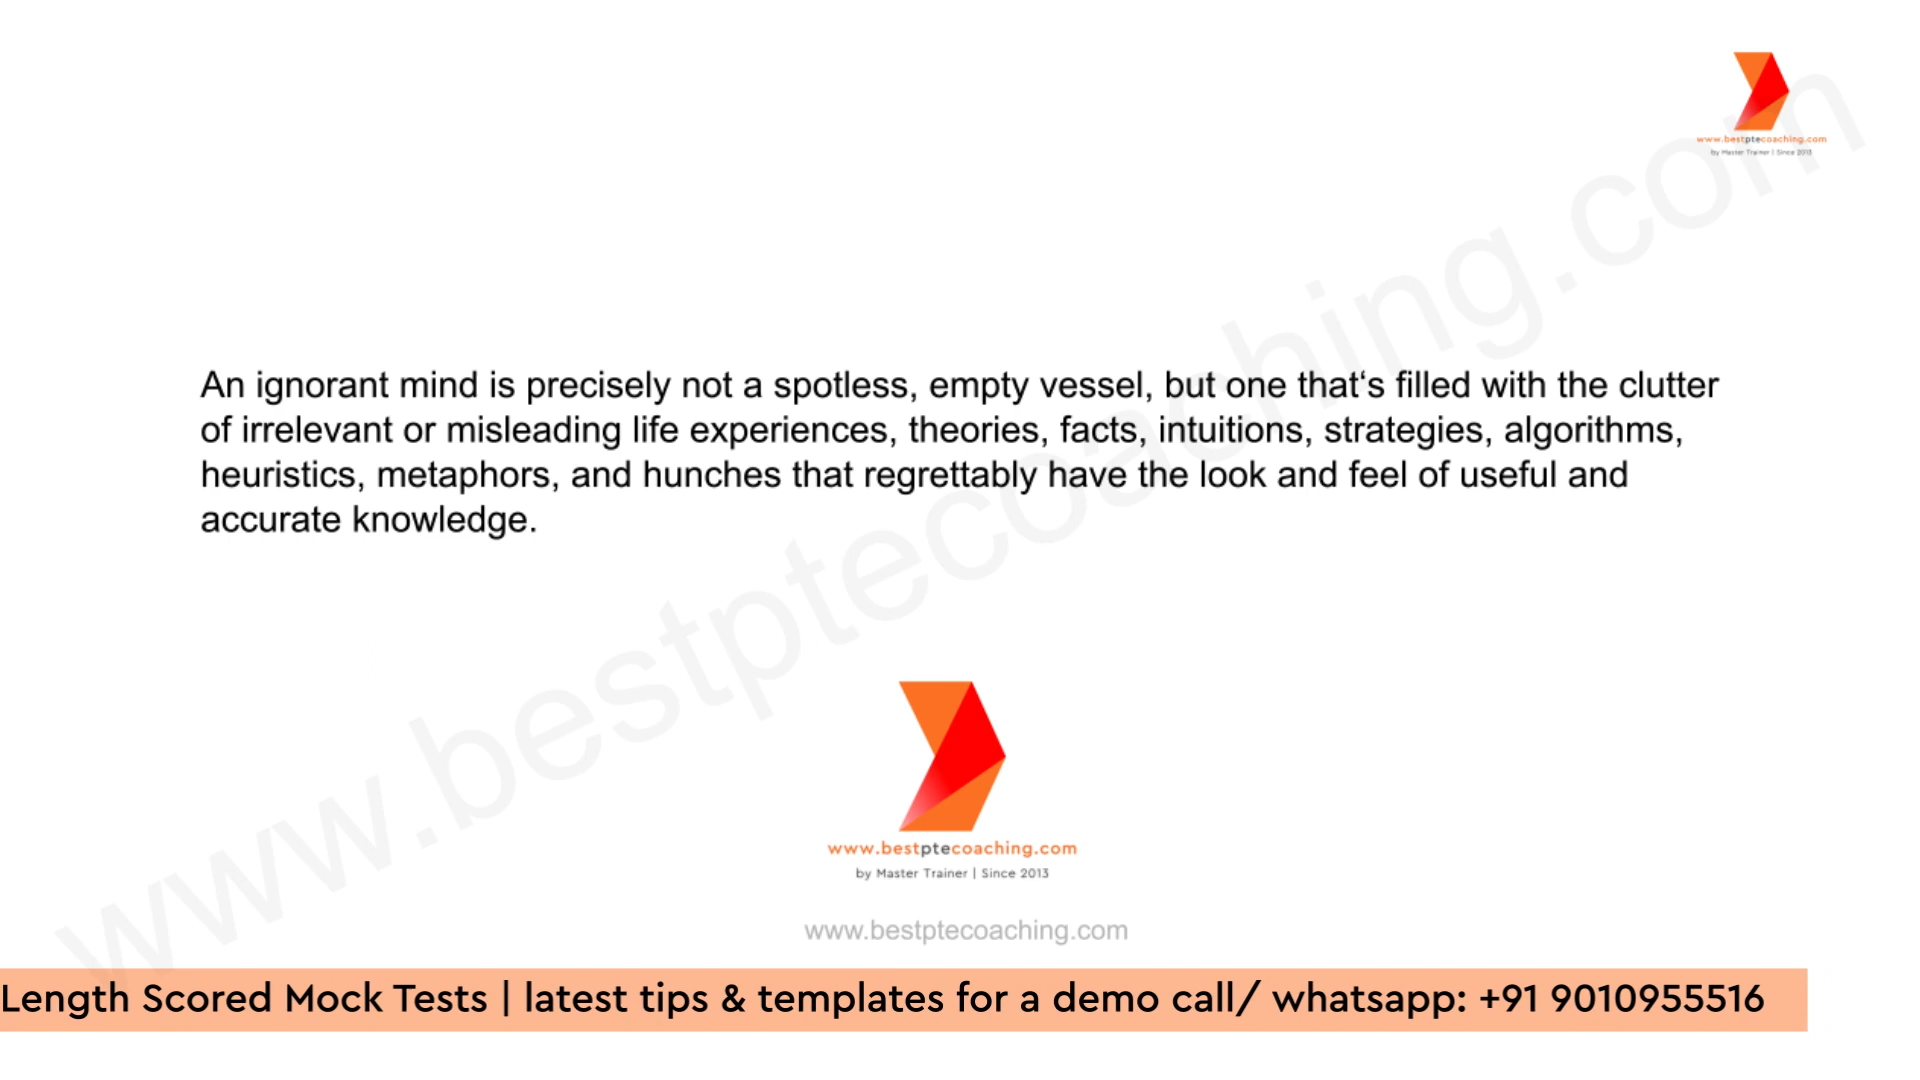 www.bestptecoaching.com
by Master Trainer | Since 2013
An ignorant mind is precisely not a spotless, empty vessel, but one that‘s filled with the clutter
of irrelevant or misleading life experiences, theories, facts, intuitions, strategies, algorithms,
heuristics, metaphors, and hunches that regrettably have the look and feel of useful and
accurate knowledge.
www.bestptecoaching.com
www.bestptecoaching.com
by Master Trainer | Since 2013
www.bestptecoaching.com
Length Scored Mock Tests | latest tips & templates for a demo call/ whatsapp: +91 9010955516